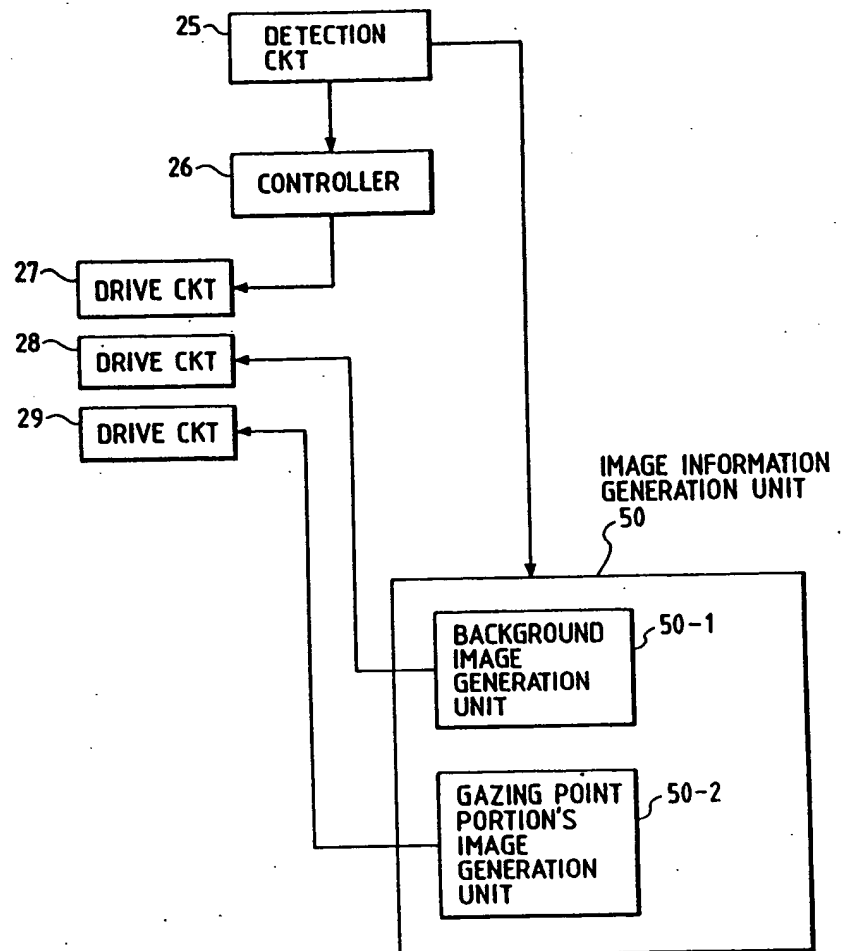 25
DETECTION
CKT
26
CONTROLLER
27
DRIVE CKT
28
DRIVE CKT
29
DRIVE CKT
IMAGE INFORMATION
GENERATION UNIT
50
BACKGROUND
IMAGE
GENERATION
UNIT
50-1
GAZING POINT
PORTION'S
IMAGE
GENERATION
UNIT
50-2